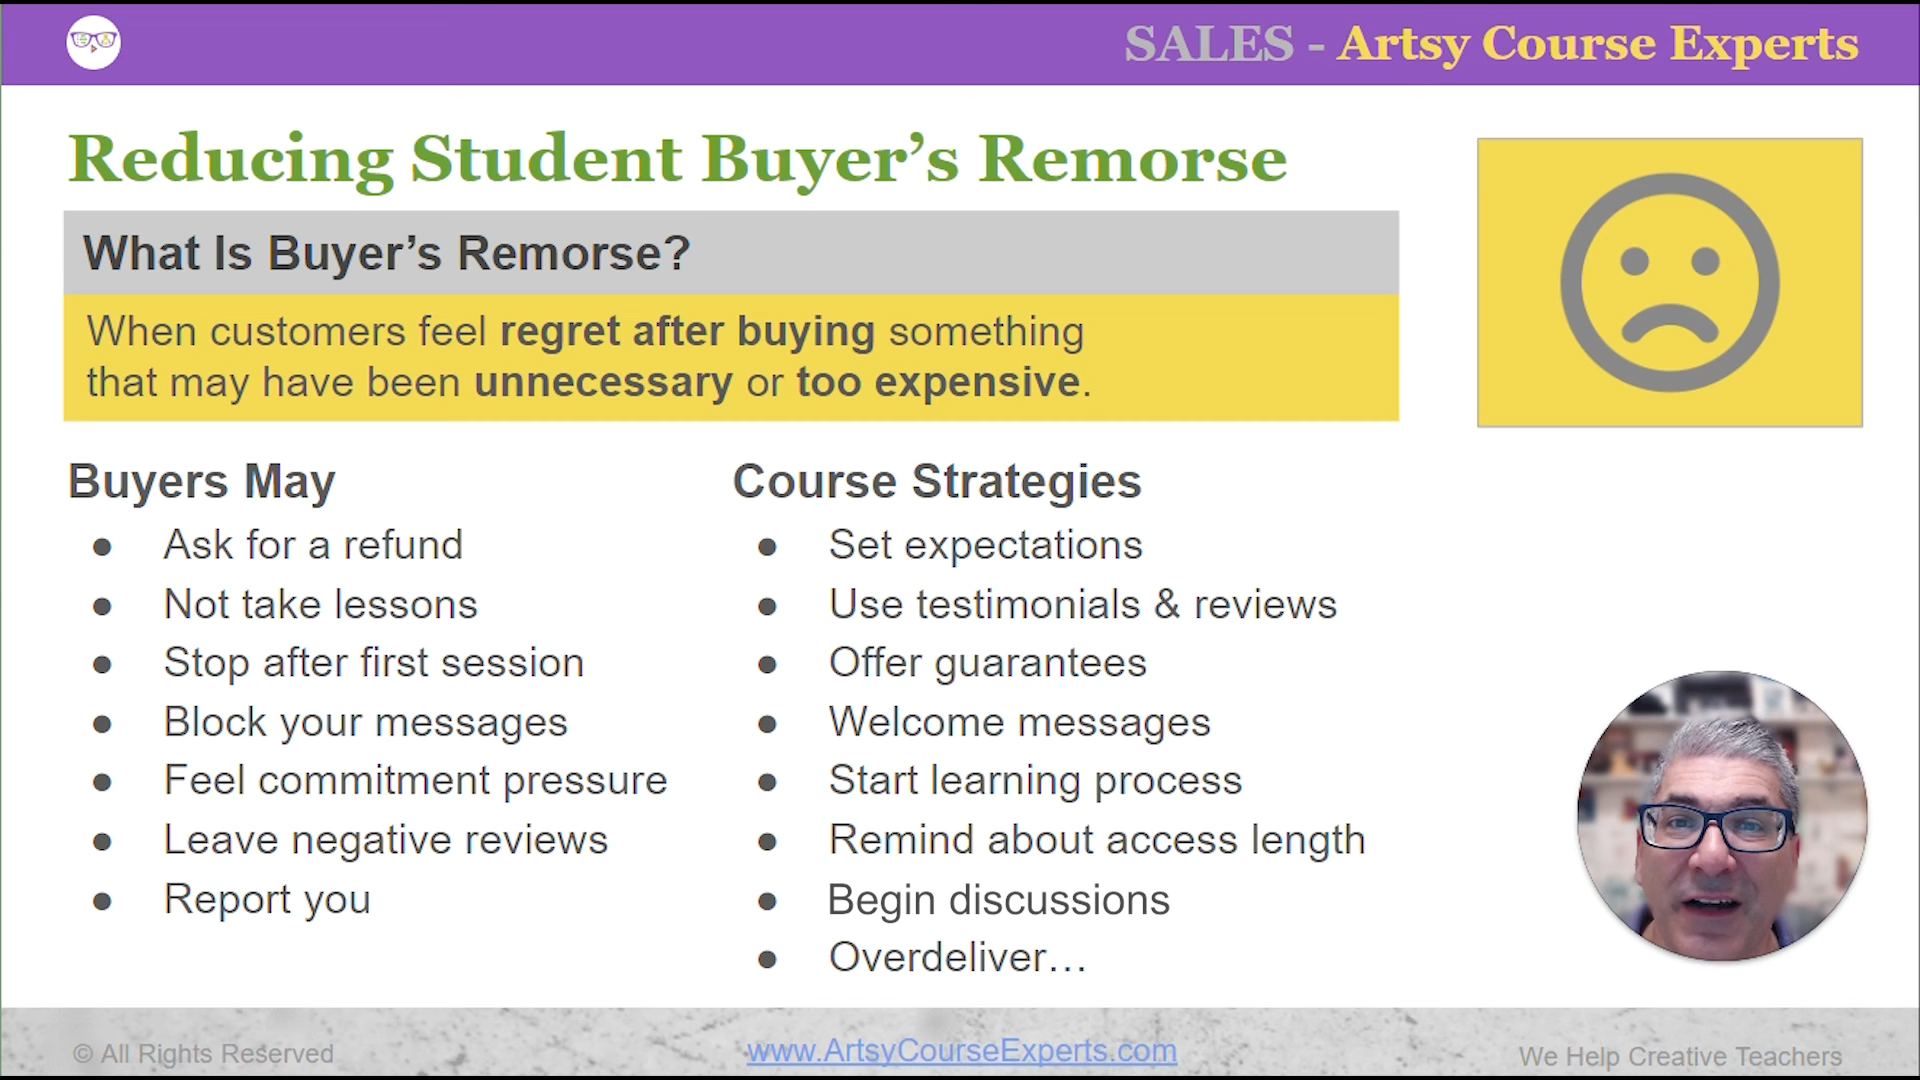 SALES - Artsy Course Experts
Reducing Student Buyer’s Remorse
What Is Buyer’s Remorse?
When customers feel regret after buying something
that may have been unnecessary or too expensive.
Buyers May
● Ask for a refund
● Not take lessons
● Stop after first session
● Block your messages
● Feel commitment pressure
● Leave negative reviews
● Report you
Course Strategies
● Set expectations
● Use testimonials & reviews
● Offer guarantees
● Welcome messages
● Start learning process
● Remind about access length
● Begin discussions
● Overdeliver…
© All Rights Reserved
www.ArtsyCourseExperts.com
We Help Creative Teachers